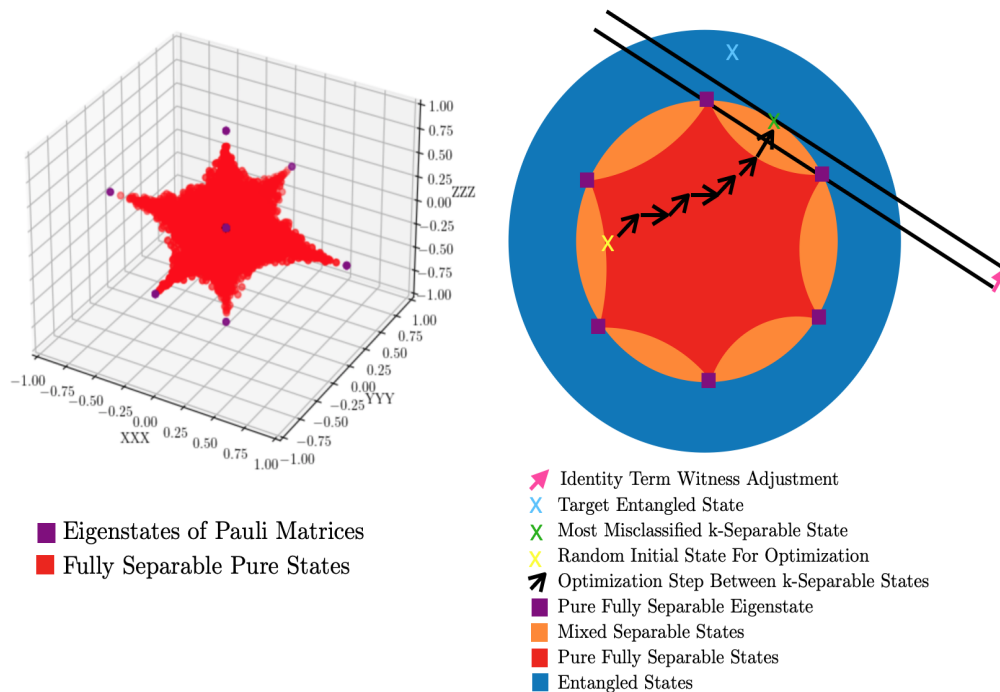 1.00
0.75
0.50
0.25
0.00
−0.25
−0.50
−0.75
−1.00
ZZZ
1.00
0.75
0.50
0.25
0.00
−0.25
−0.50
−0.75
−1.00
YYY
−1.00
−0.75
−0.50
−0.25
0.00
0.25
0.50
0.75
1.00
XXX
Eigenstates of Pauli Matrices
Fully Separable Pure States
X
X
X
Identity Term Witness Adjustment
X Target Entangled State
X Most Misclassified k-Separable State
X Random Initial State For Optimization
Optimization Step Between k-Separable States
Pure Fully Separable Eigenstate
Mixed Separable States
Pure Fully Separable States
Entangled States